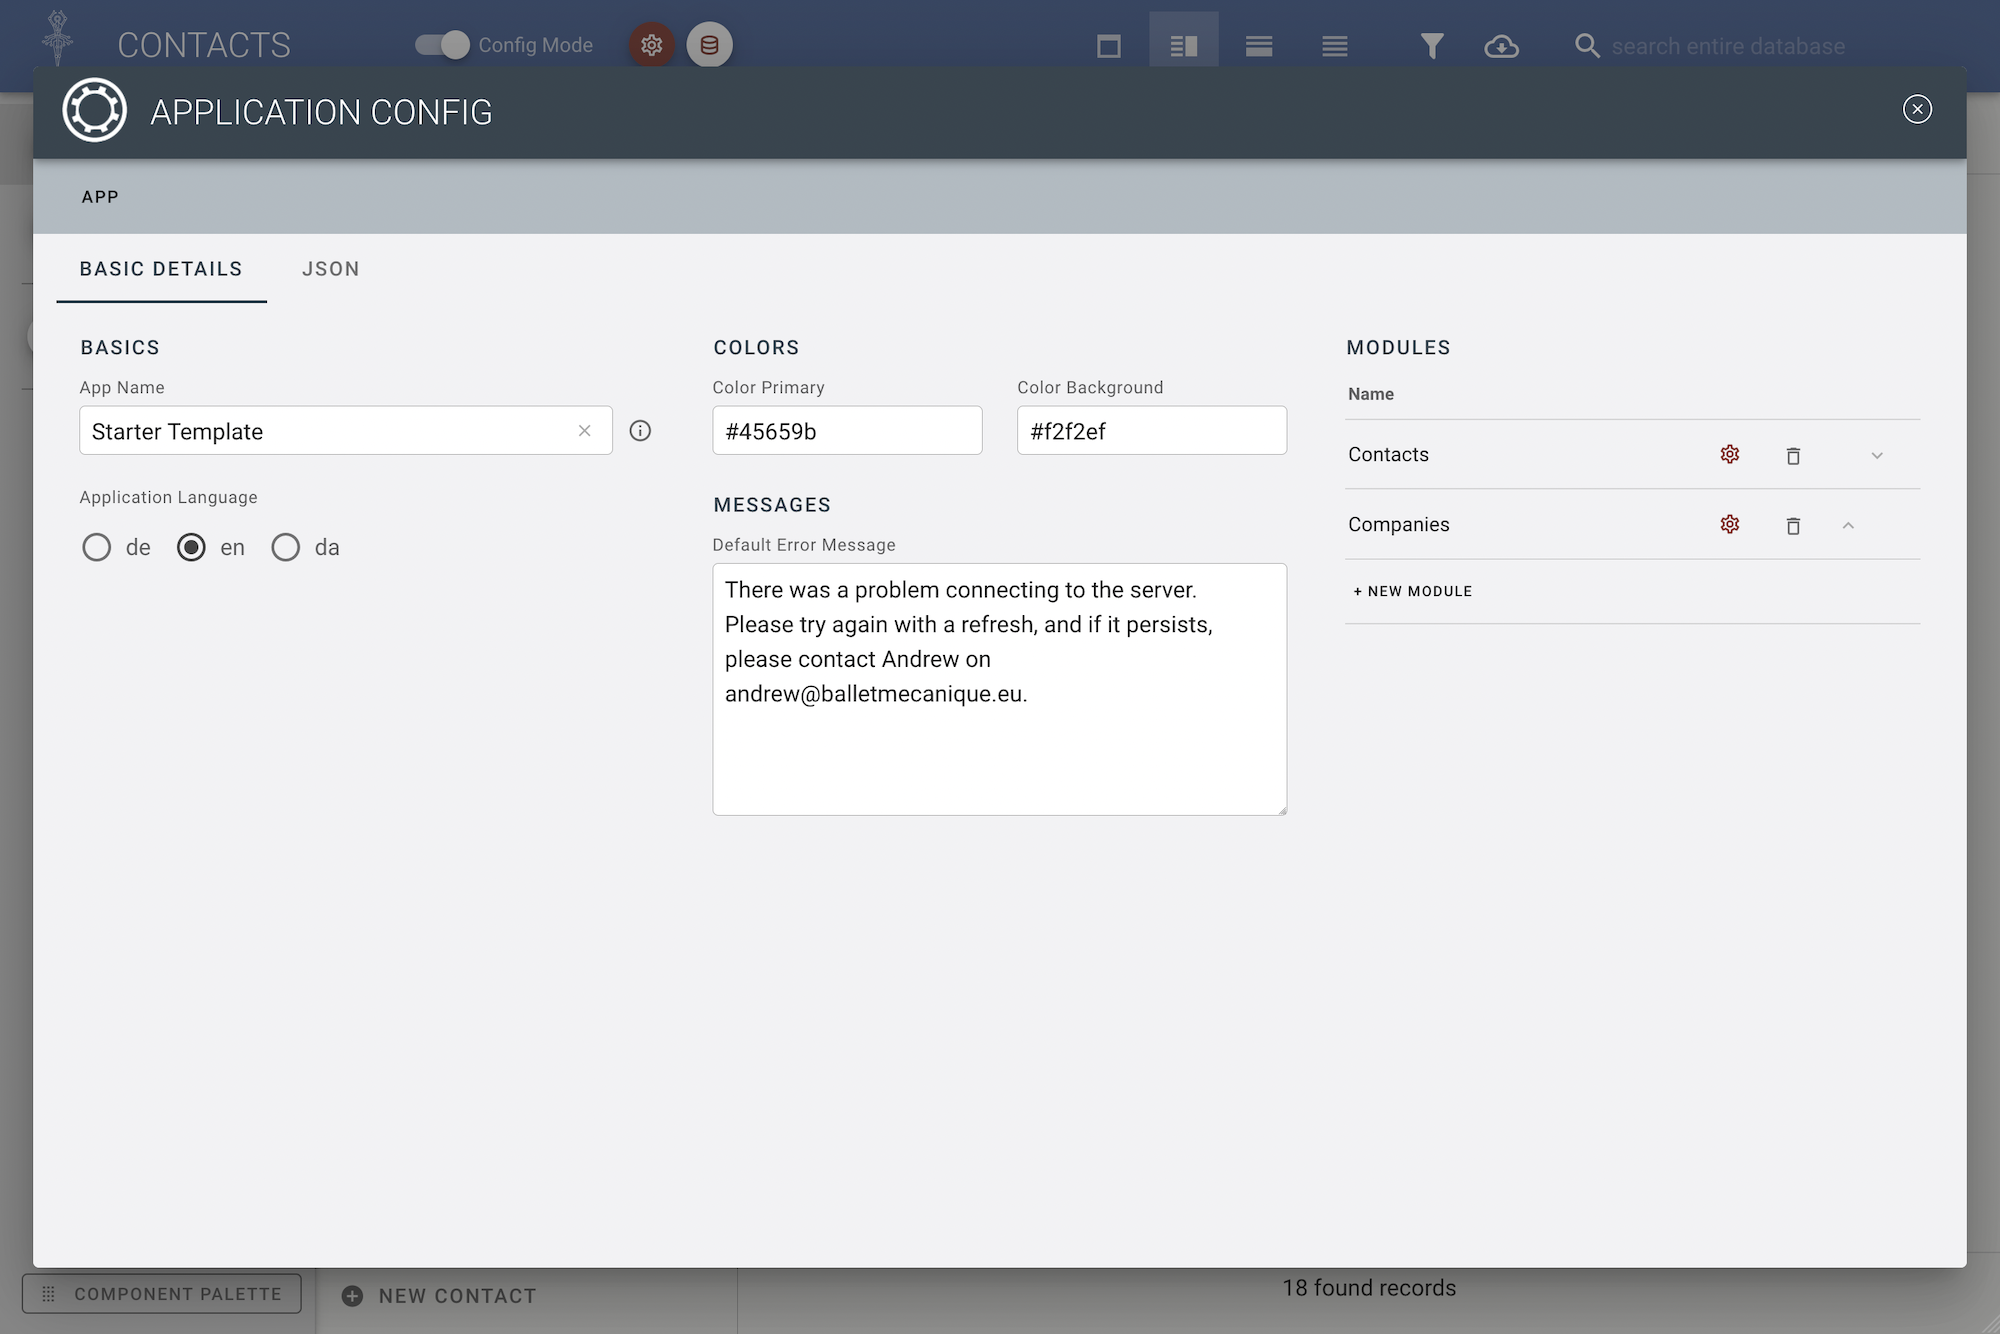 CONTACTS
Config Mode
search entire database
APPLICATION CONFIG
APP
BASIC DETAILS
JSON
BASICS
App Name
Starter Template
Application Language
de
en
da
COLORS
Color Primary
#45659b
Color Background
#f2f2ef
MESSAGES
Default Error Message
There was a problem connecting to the server.
Please try again with a refresh, and if it persists,
please contact Andrew on
andrew@balletmecanique.eu.
MODULES
Name
Contacts
Companies
+ NEW MODULE
COMPONENT PALETTE
NEW CONTACT
18 found records